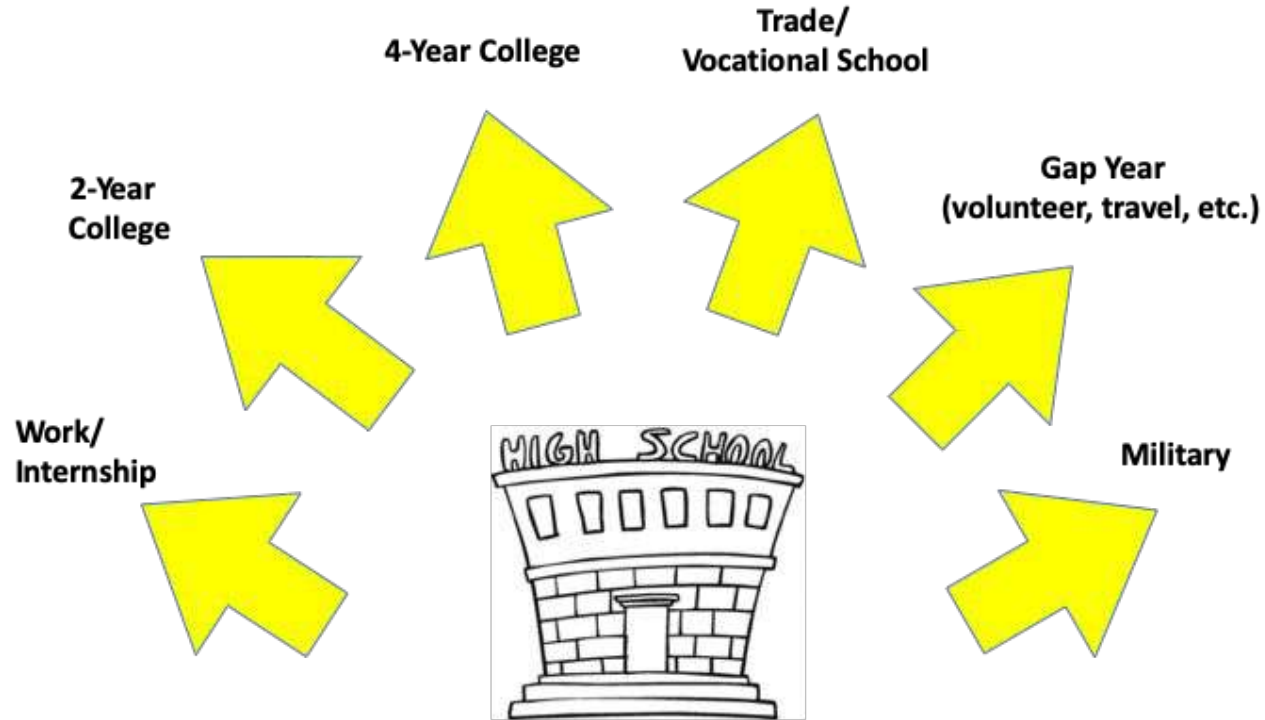 4-Year College
Trade/
Vocational School
2-Year
College
Gap Year
(volunteer, travel, etc.)
Work/
Internship
Military
HIGH SCHOOL